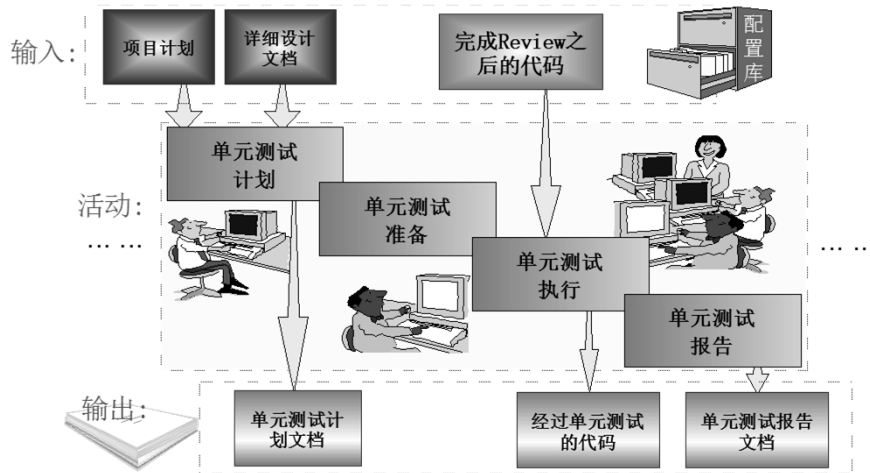 输入:
项目计划
详细设计
文档
完成Review之
后的代码
配
置
库
活动:
... ...
单元测试
计划
单元测试
准备
单元测试
执行
单元测试
报告
... ..
输出:
单元测试计
划文档
经过单元测试
的代码
单元测试报告
文档